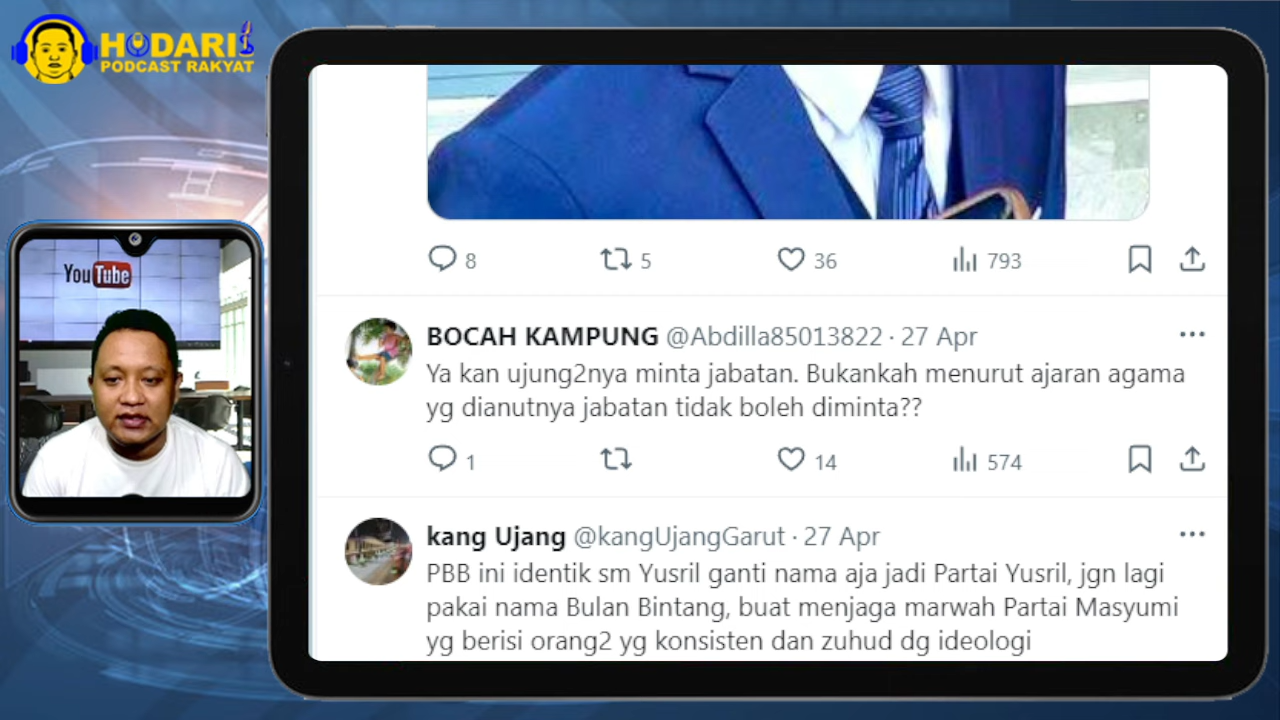 HODARI
PODCAST RAKYAT
YouTube
8 5 36 793
BOCAH KAMPUNG @Abdilla85013822 · 27 Apr
Ya kan ujung2nya minta jabatan. Bukankah menurut ajaran agama
yg dianutnya jabatan tidak boleh diminta??
1 14 574
kang Ujang @kangUjangGarut · 27 Apr
PBB ini identik sm Yusril ganti nama aja jadi Partai Yusril, jgn lagi
pakai nama Bulan Bintang, buat menjaga marwah Partai Masyumi
yg berisi orang2 yg konsisten dan zuhud dg ideologi